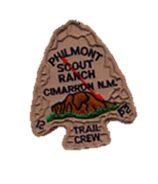 PHILMONT
SCOUT
RANCH
CIMARRON N.M.
TRAIL
CREW